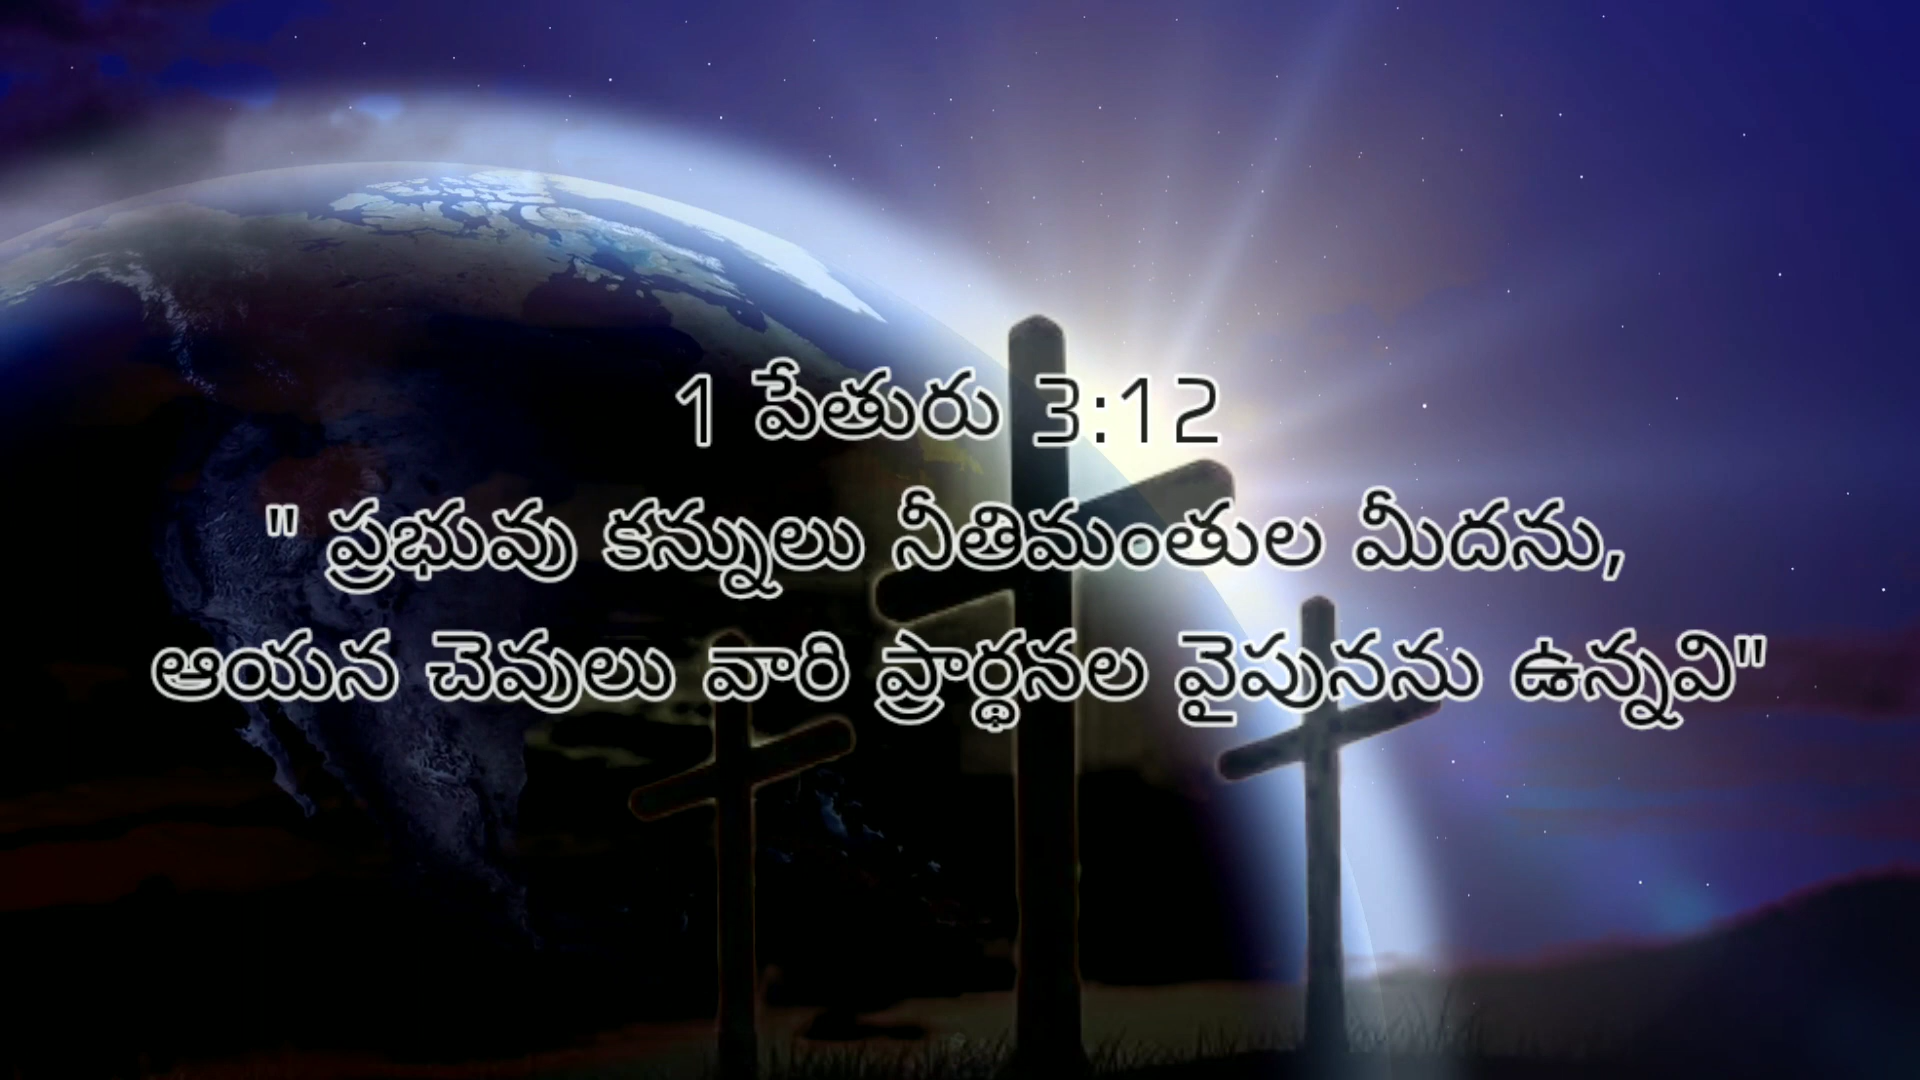 1 పేతురు 3:12
" ప్రభువు కన్నులు నీతిమంతుల మీదను,
ఆయన చెవులు వారి ప్రార్థనల వైపునను ఉన్నవి"